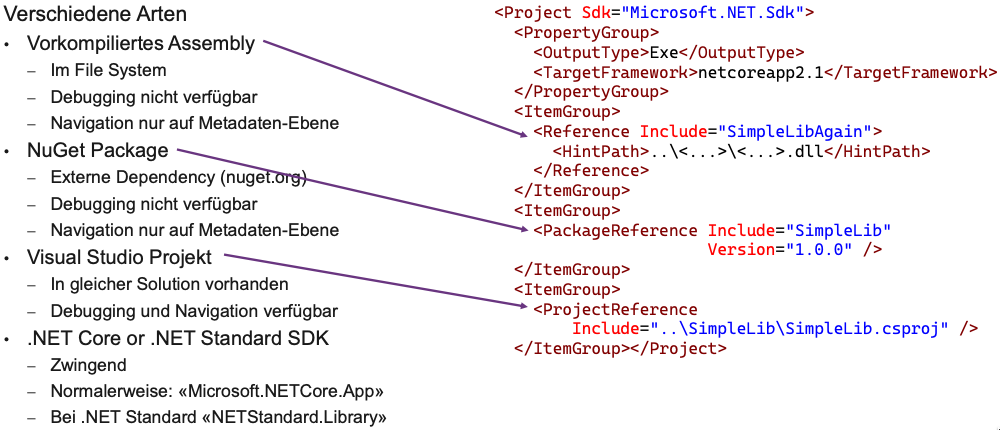 Verschiedene Arten
• Vorkompiliertes Assembly
– Im File System
– Debugging nicht verfügbar
– Navigation nur auf Metadaten-Ebene
• NuGet Package
– Externe Dependency (nuget.org)
– Debugging nicht verfügbar
– Navigation nur auf Metadaten-Ebene
• Visual Studio Projekt
– In gleicher Solution vorhanden
– Debugging und Navigation verfügbar
• .NET Core or .NET Standard SDK
– Zwingend
– Normalerweise: «Microsoft.NETCore.App»
– Bei .NET Standard «NETStandard.Library»
<Project Sdk="Microsoft.NET.Sdk">
<PropertyGroup>
<OutputType>Exe</OutputType>
<TargetFramework>netcoreapp2.1</TargetFramework>
</PropertyGroup>
<ItemGroup>
<Reference Include="SimpleLibAgain">
<HintPath>..\<...>\<...>.dll</HintPath>
</Reference>
</ItemGroup>
<ItemGroup>
<PackageReference Include="SimpleLib"
Version="1.0.0" />
</ItemGroup>
<ItemGroup>
<ProjectReference
Include="..\SimpleLib\SimpleLib.csproj" />
</ItemGroup></Project>